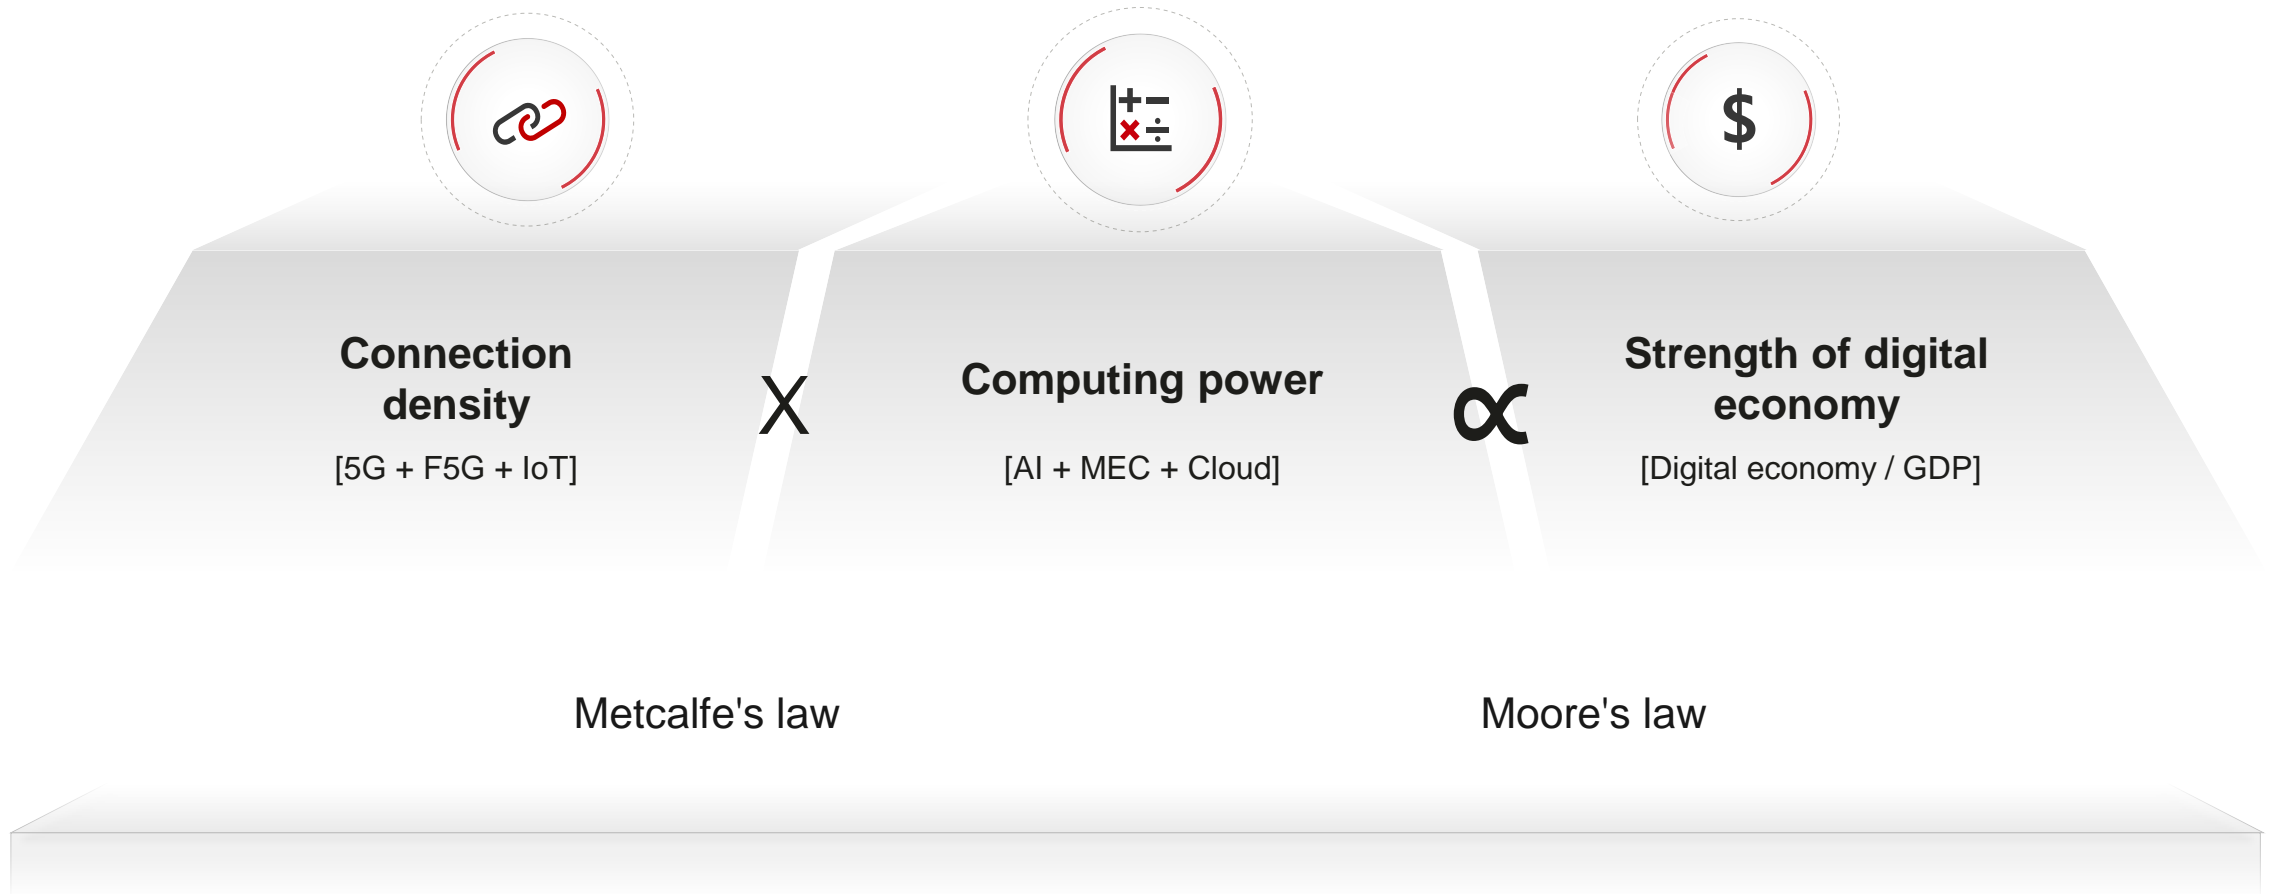 Connection
density
[5G + F5G + IoT]
X
Computing power
[AI + MEC + Cloud]
∝
Strength of digital
economy
[Digital economy / GDP]
Metcalfe's law
Moore's law